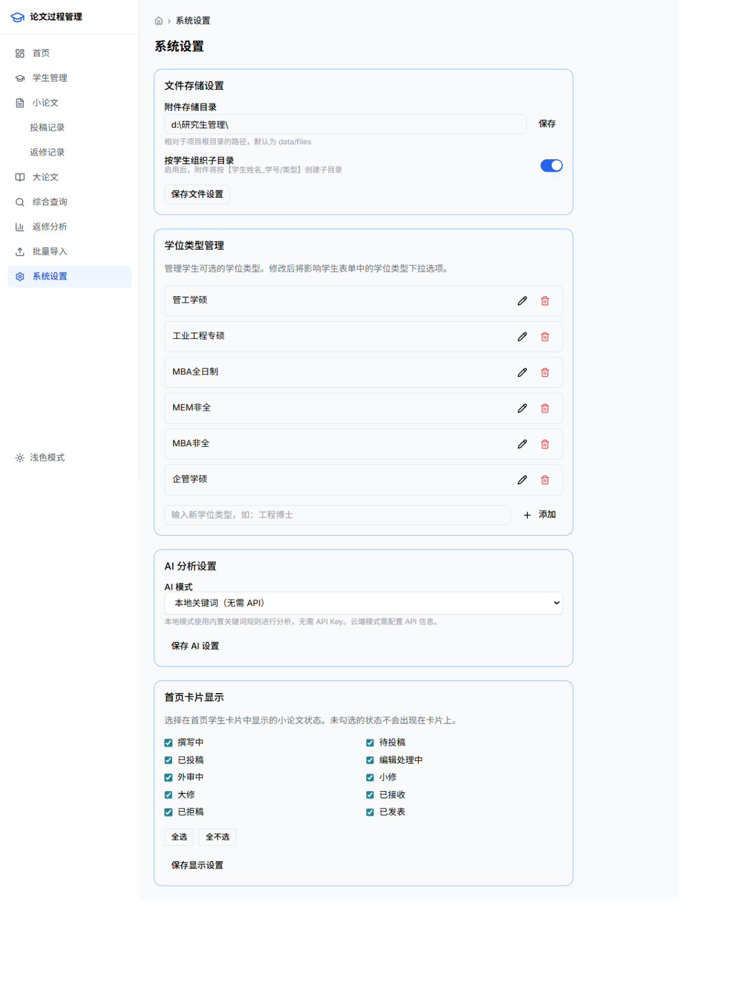 论文过程管理
首页
学生管理
小论文
投稿记录
返修记录
大论文
综合查询
返修分析
批量导入
系统设置
浅色模式
系统设置
系统设置
文件存储设置
附件存储目录
d:\研究生管理\
保存
相对于项目根目录的路径，默认为 data/files
按学生组织子目录
启用后，附件将按【学生姓名_学号/类型】创建子目录
保存文件设置
学位类型管理
管理学生可选的学位类型。修改后将影响学生表单中的学位类型下拉选项。
管工学硕
工业工程专硕
MBA全日制
MEM非全
MBA非全
企管学硕
输入新学位类型，如：工程博士
添加
AI 分析设置
AI 模式
本地关键词（无需 API）
本地模式使用内置关键词规则进行分析，无需 API Key。云端模式需配置 API 信息。
保存 AI 设置
首页卡片显示
选择在首页学生卡片中显示的小论文状态。未勾选的状态不会出现在卡片上。
撰写中
待投稿
已投稿
编辑处理中
外审中
小修
大修
已接收
已拒稿
已发表
全选
全不选
保存显示设置